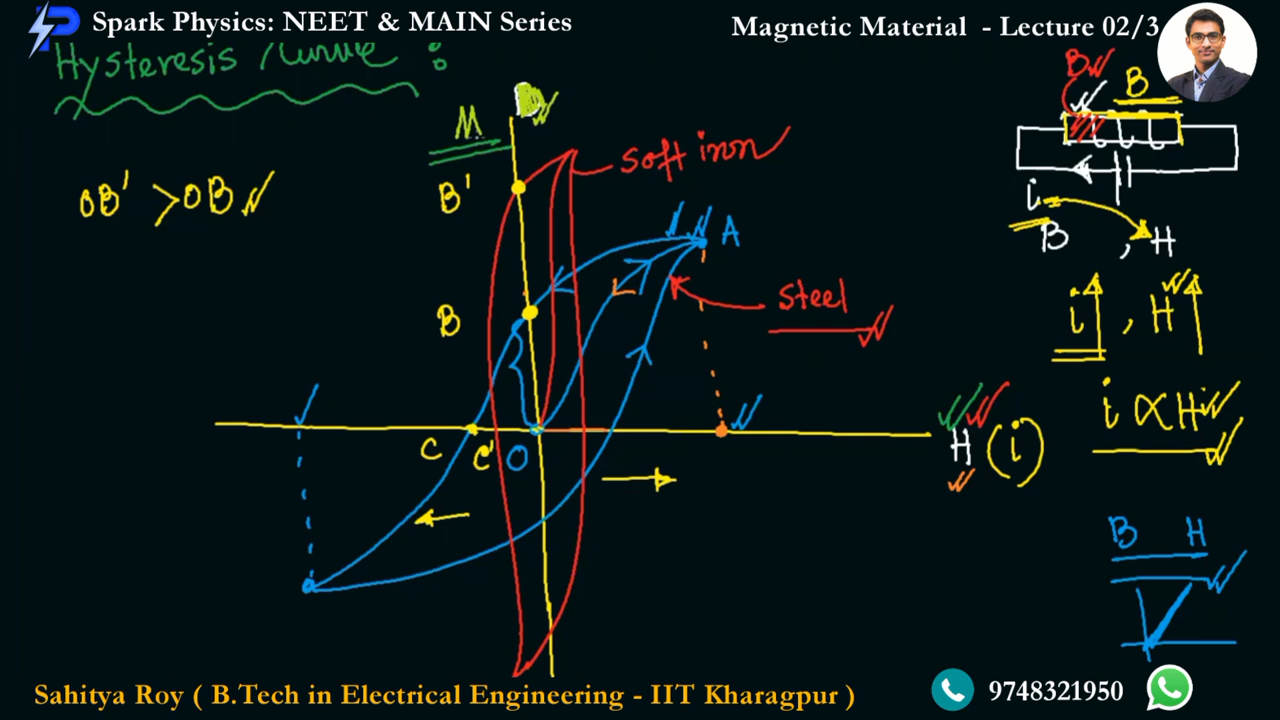 Spark Physics: NEET & MAIN Series
Magnetic Material - Lecture 02/3
Hysteresis Curve :
B
B
M
soft iron
OB' > OB
B'
i
B , H
A
steel
i , H
B
i ∝ H
H (i)
C
C'
O
B H
Sahitya Roy ( B.Tech in Electrical Engineering - IIT Kharagpur )
9748321950